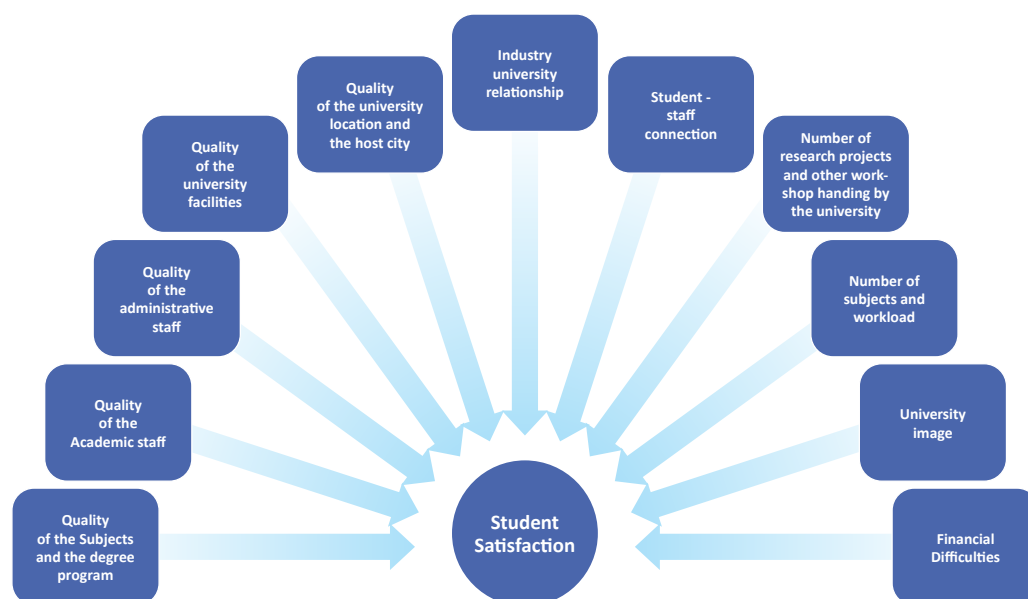 Industry
university
relationship
Quality
of the university
location and
the host city
Student -
staff
connection
Quality
of the
university
facilities
Number of
research projects
and other work-
shop handing by
the university
Quality
of the
administrative
staff
Number of
subjects and
workload
Quality
of the
Academic staff
University
image
Quality
of the Subjects
and the degree
program
Student
Satisfaction
Financial
Difficulties